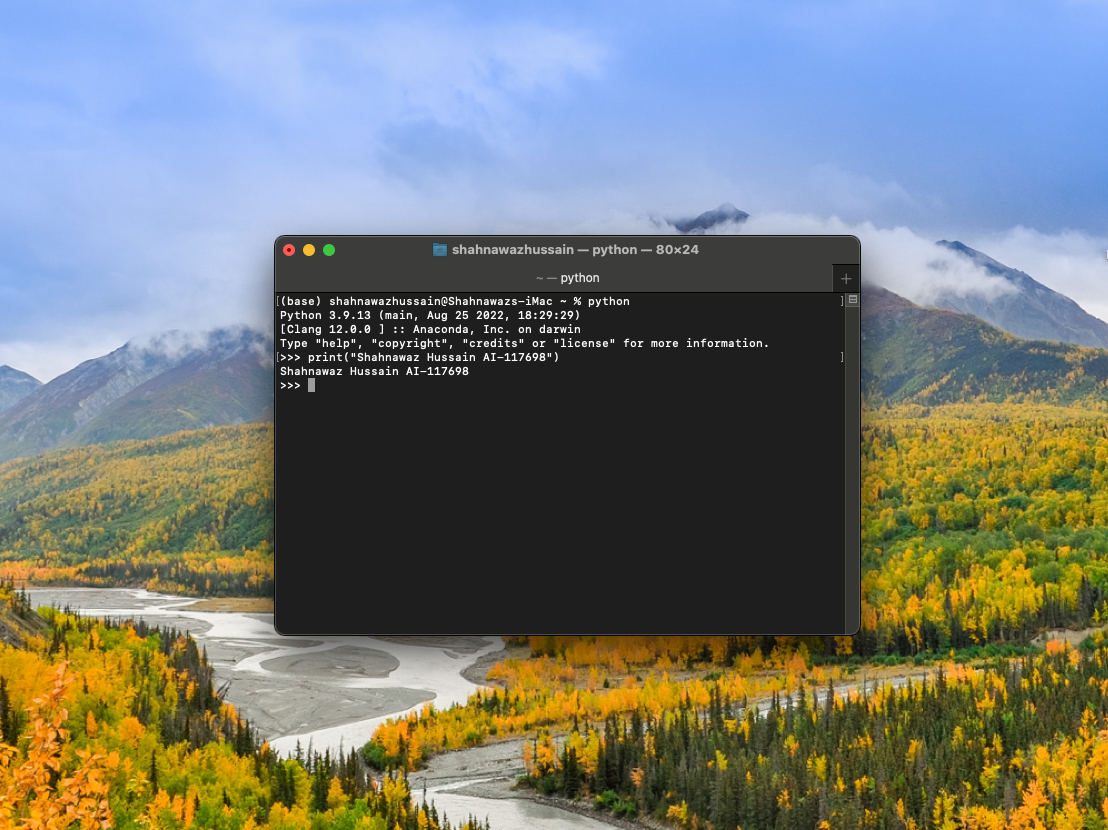 shahnawazhussain — python — 80×24
~ — python
(base) shahnawazhussain@Shahnawazs-iMac ~ % python
Python 3.9.13 (main, Aug 25 2022, 18:29:29)
[Clang 12.0.0 ] :: Anaconda, Inc. on darwin
Type "help", "copyright", "credits" or "license" for more information.
>>> print("Shahnawaz Hussain AI-117698")
Shahnawaz Hussain AI-117698
>>>